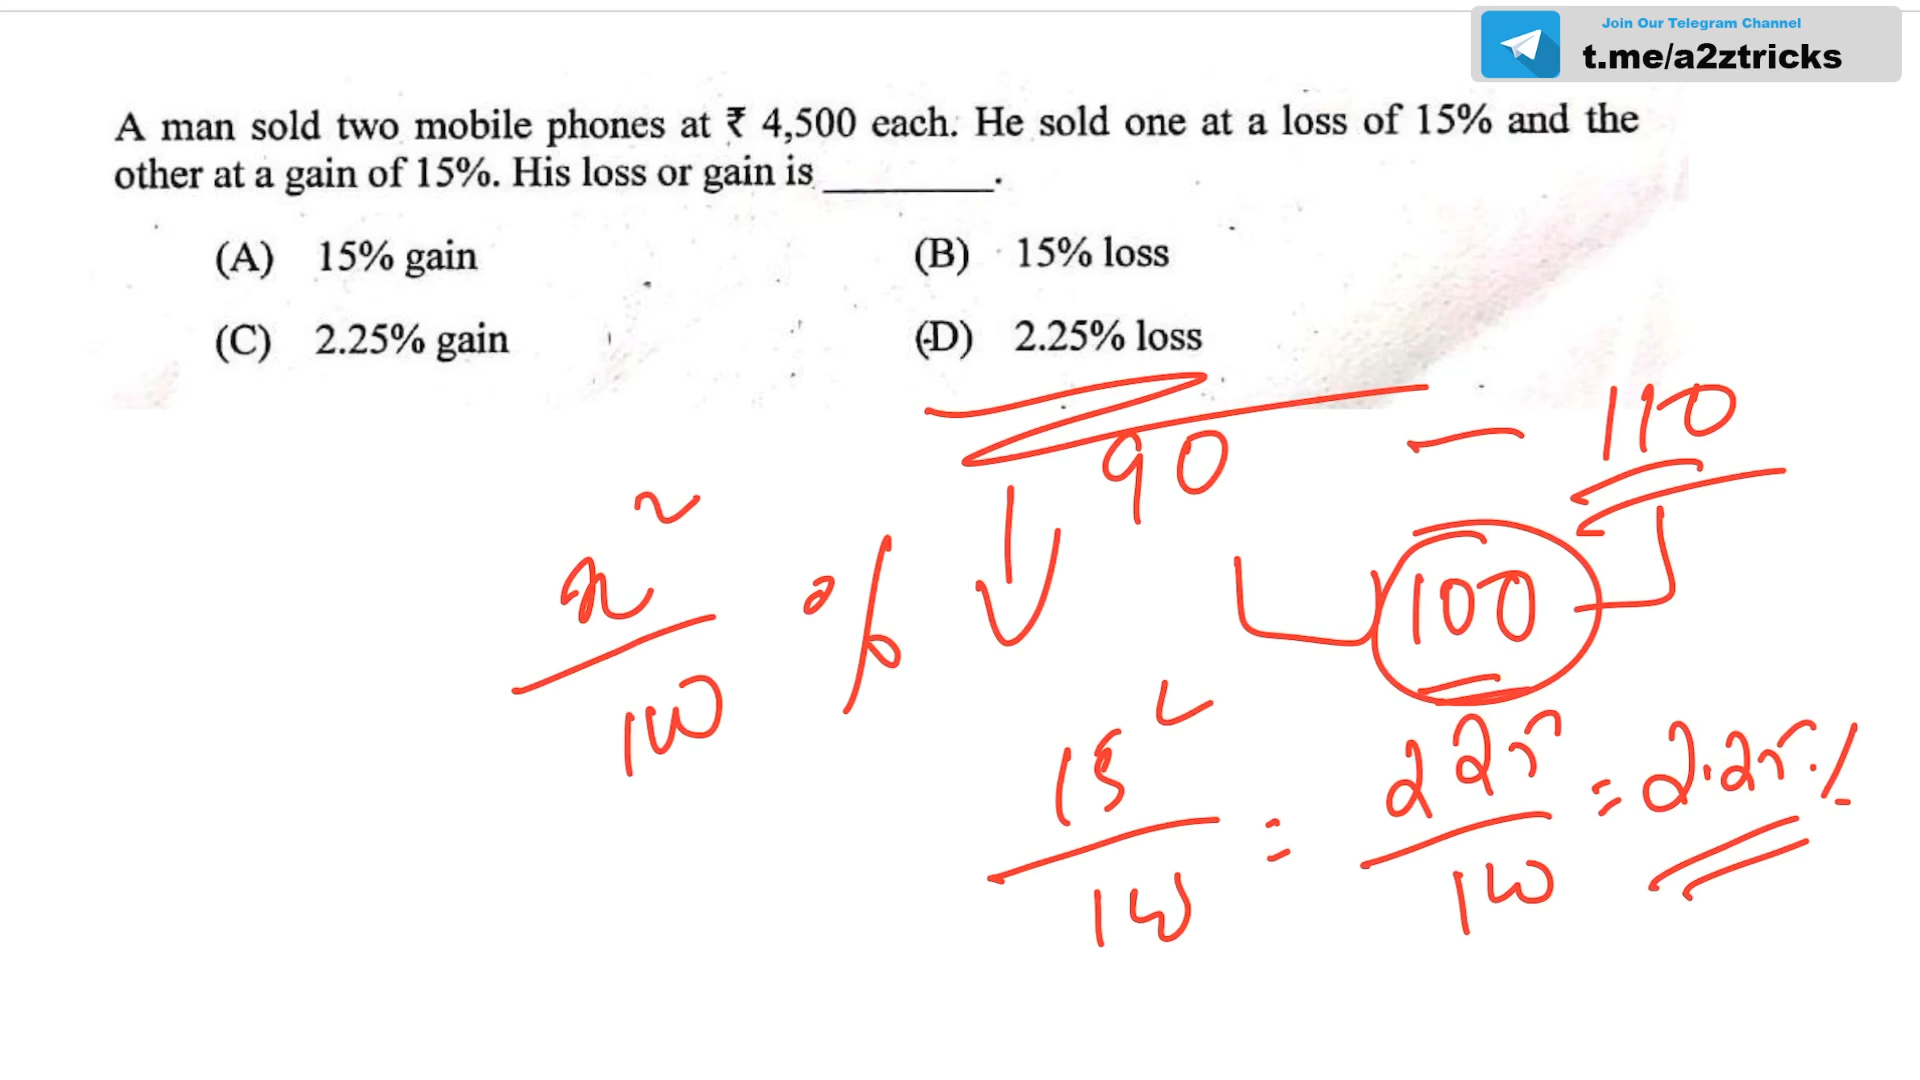 Join Our Telegram Channel
t.me/a2ztricks
A man sold two mobile phones at ₹ 4,500 each. He sold one at a loss of 15% and the
other at a gain of 15%. His loss or gain is ________.
(A) 15% gain
(B) 15% loss
(C) 2.25% gain
(D) 2.25% loss
90 — 110
100
x²/100 % ↓
15²/100 = 225/100 = 2.25%